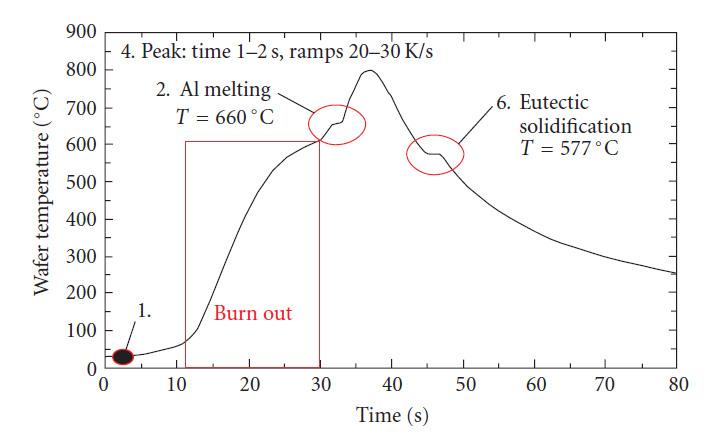 900
800
700
600
500
400
300
200
100
0
Wafer temperature (°C)
4. Peak: time 1–2 s, ramps 20–30 K/s
2. Al melting
T = 660 °C
6. Eutectic
solidification
T = 577 °C
1.
Burn out
0 10 20 30 40 50 60 70 80
Time (s)